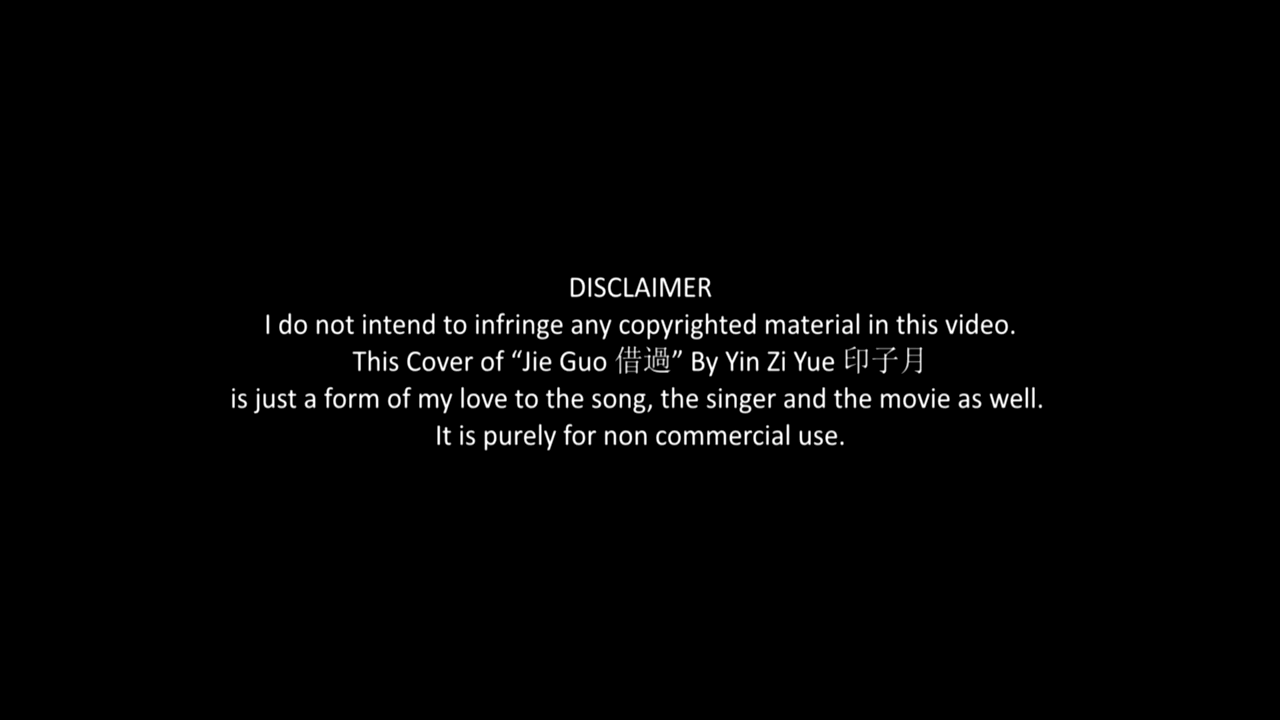 DISCLAIMER
I do not intend to infringe any copyrighted material in this video.
This Cover of “Jie Guo 借過” By Yin Zi Yue 印子月
is just a form of my love to the song, the singer and the movie as well.
It is purely for non commercial use.